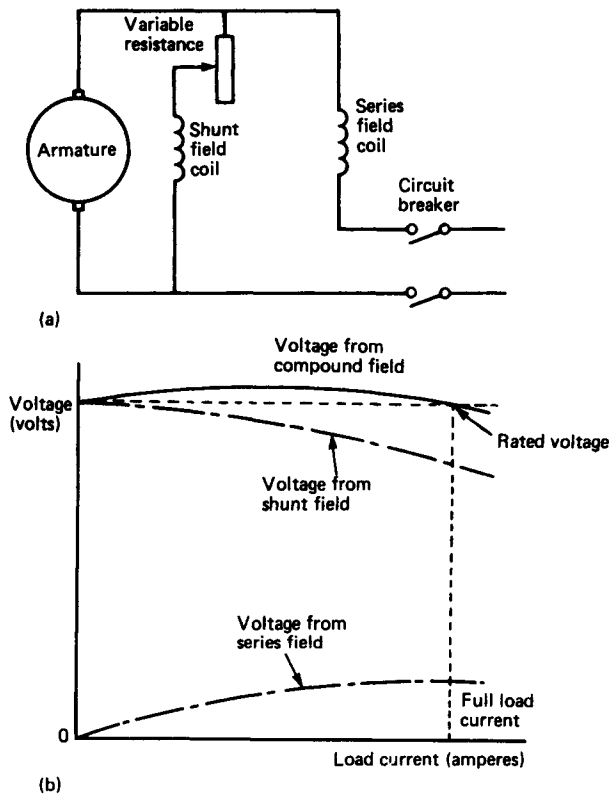 Variable
resistance
Armature
Shunt
field
coil
Series
field
coil
Circuit
breaker
(a)
Voltage from
compound field
Voltage
(volts)
Rated voltage
Voltage from
shunt field
Voltage from
series field
Full load
current
0
Load current (amperes)
(b)